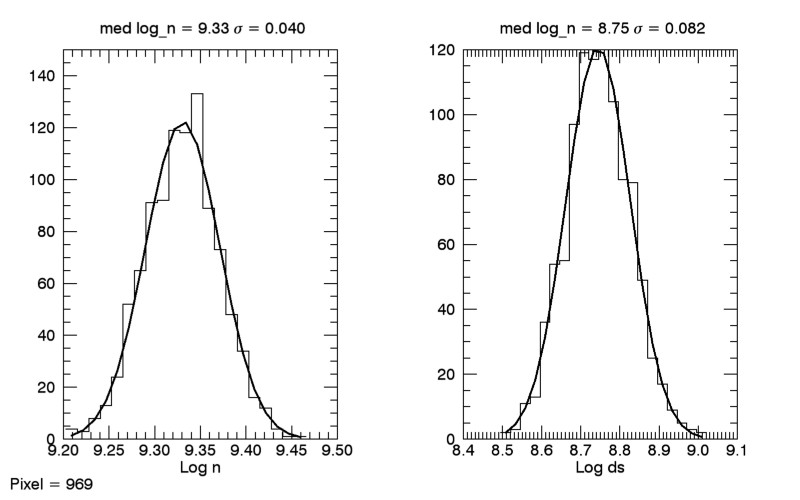 med log_n = 9.33 σ = 0.040
140
120
100
80
60
40
20
0
9.20 9.25 9.30 9.35 9.40 9.45 9.50
Log n
med log_n = 8.75 σ = 0.082
120
100
80
60
40
20
0
8.4 8.5 8.6 8.7 8.8 8.9 9.0 9.1
Log ds
Pixel = 969